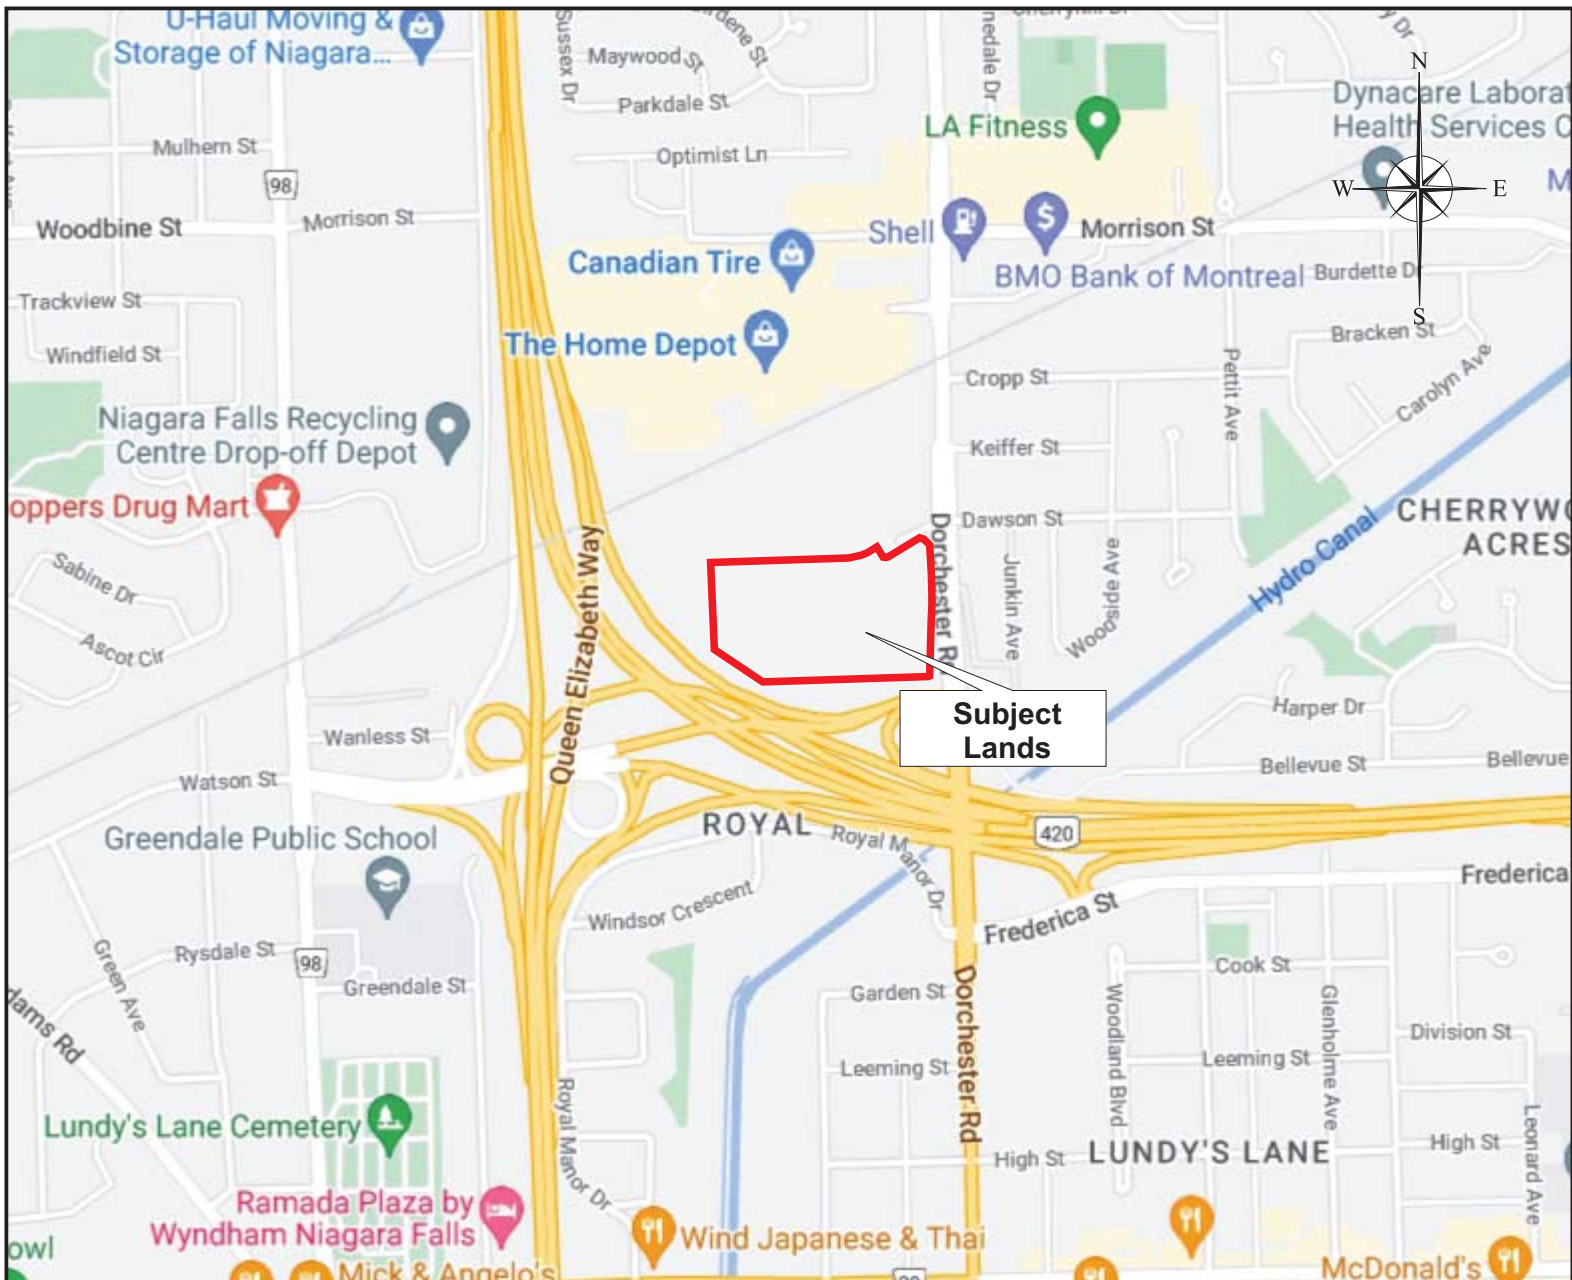 U-Haul Moving &
Storage of Niagara...
Sussex Dr
Maywood St
Parkdale St
Optimist Ln
LA Fitness
N
Dynacare Laborat
Health Services C
W
E
S
M
Mulhern St
98
Woodbine St
Morrison St
Shell
Morrison St
Canadian Tire
BMO Bank of Montreal
Burdette Dr
Trackview St
Windfield St
The Home Depot
Bracken St
Cropp St
Pettit Ave
Carolyn Ave
Niagara Falls Recycling
Centre Drop-off Depot
Keiffer St
oppers Drug Mart
Dawson St
CHERRYWO
ACRES
Hydro Canal
Queen Elizabeth Way
Dorchester Rd
Junkin Ave
Woodside Ave
Sabine Dr
Ascot Cir
Subject
Lands
Harper Dr
Wanless St
Watson St
Bellevue St
Bellevue
Greendale Public School
ROYAL
Royal Manor Dr
420
Frederica
Windsor Crescent
Frederica St
Green Ave
Rysdale St
98
Greendale St
Cook St
Garden St
Dorchester Rd
Woodland Blvd
Glenholme Ave
Division St
dams Rd
Leeming St
Leeming St
Royal Manor Dr
Lundy's Lane Cemetery
High St
LUNDY'S LANE
High St
Leonard Ave
Ramada Plaza by
Wyndham Niagara Falls
Wind Japanese & Thai
owl
Mick & Angelo's
McDonald's